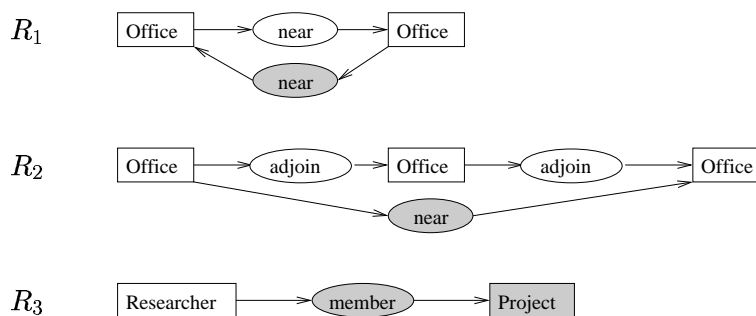 R₁ Office near Office
near
R₂ Office adjoin Office adjoin Office
near
R₃ Researcher member Project